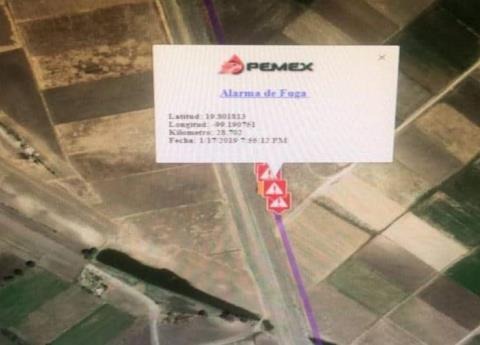 PEMEX
Alarma de Fuga
Latitud: 19.801813
Longitud: -99.190761
Kilometro: 28.702
Fecha: 1/17/2019 7:56:12 PM